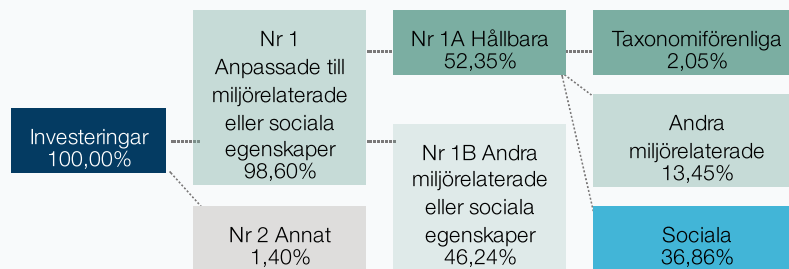 Investeringar
100,00%
Nr 1
Anpassade till
miljörelaterade
eller sociala
egenskaper
98,60%
Nr 2 Annat
1,40%
Nr 1A Hållbara
52,35%
Nr 1B Andra
miljörelaterade
eller sociala
egenskaper
46,24%
Taxonomiförenliga
2,05%
Andra
miljörelaterade
13,45%
Sociala
36,86%